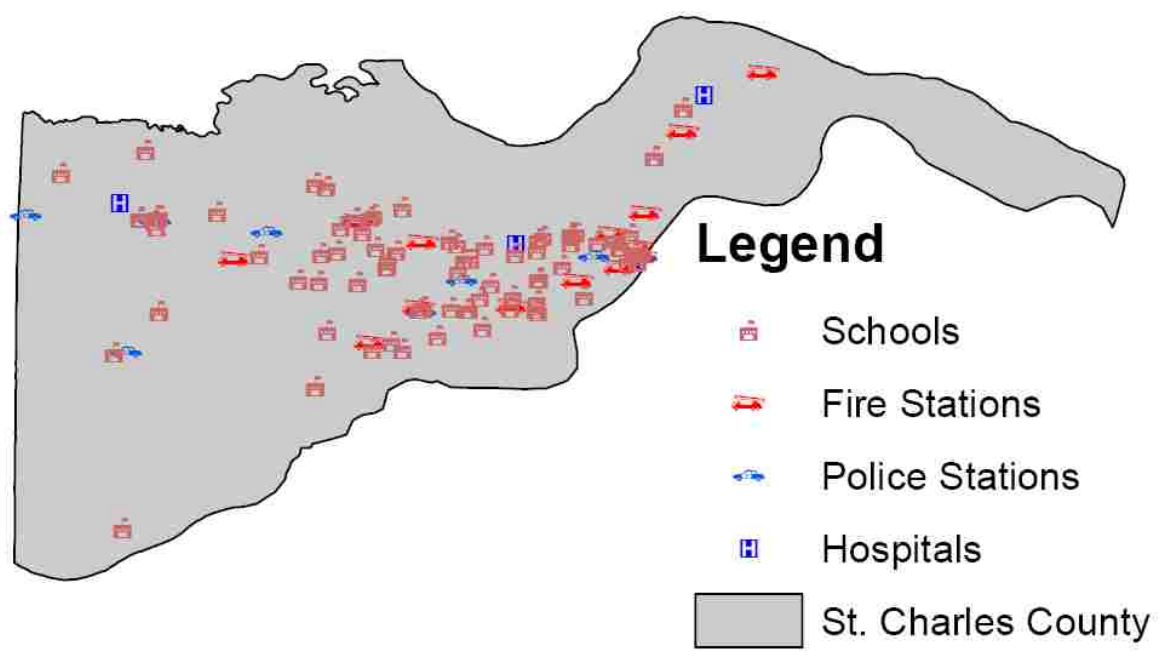 Legend
Schools
Fire Stations
Police Stations
Hospitals
St. Charles County